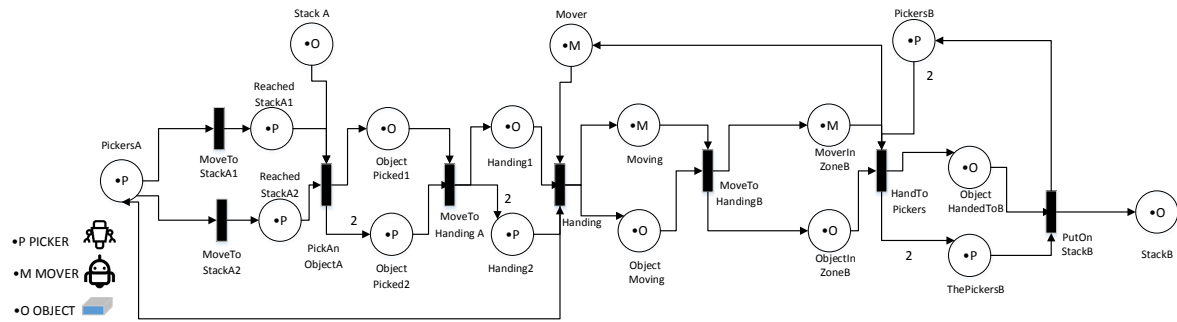 Stack A
•O
Mover
•M
PickersB
•P
2
Reached
StackA1
•P
MoveTo
StackA1
PickersA
•P
Reached
StackA2
•P
MoveTo
StackA2
•O
Object
Picked1
PickAn
ObjectA
2
•P
Object
Picked2
MoveTo
Handing A
•O
Handing1
2
•P
Handing2
Handing
•M
Moving
•O
Object
Moving
MoveTo
HandingB
•M
MoverIn
ZoneB
•O
ObjectIn
ZoneB
HandTo
Pickers
2
•O
Object
HandedToB
•P
ThePickersB
PutOn
StackB
•O
StackB
•P PICKER
•M MOVER
•O OBJECT